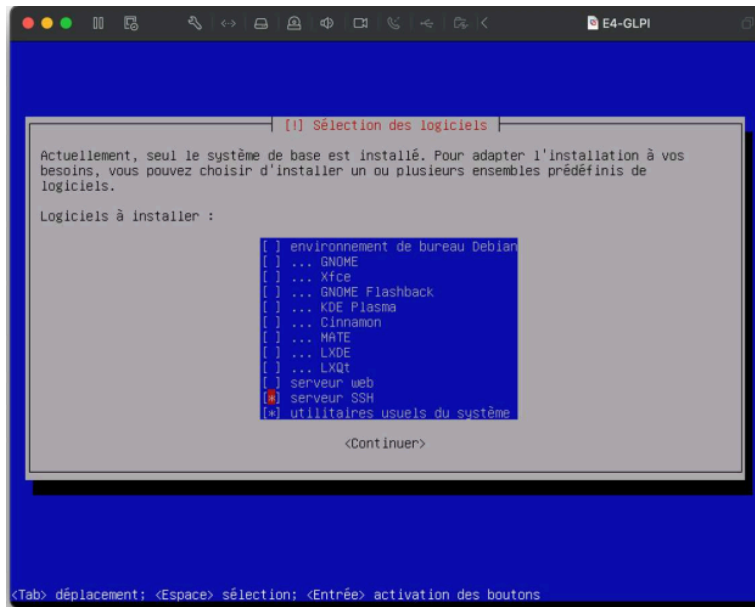 E4-GLPI
[!] Sélection des logiciels
Actuellement, seul le système de base est installé. Pour adapter l'installation à vos
besoins, vous pouvez choisir d'installer un ou plusieurs ensembles prédéfinis de
logiciels.
Logiciels à installer :
[ ] environnement de bureau Debian
[ ] ... GNOME
[ ] ... Xfce
[ ] ... GNOME Flashback
[ ] ... KDE Plasma
[ ] ... Cinnamon
[ ] ... MATE
[ ] ... LXDE
[ ] ... LXQt
[ ] serveur web
[*] serveur SSH
[*] utilitaires usuels du système
<Continuer>
<Tab> déplacement; <Espace> sélection; <Entrée> activation des boutons